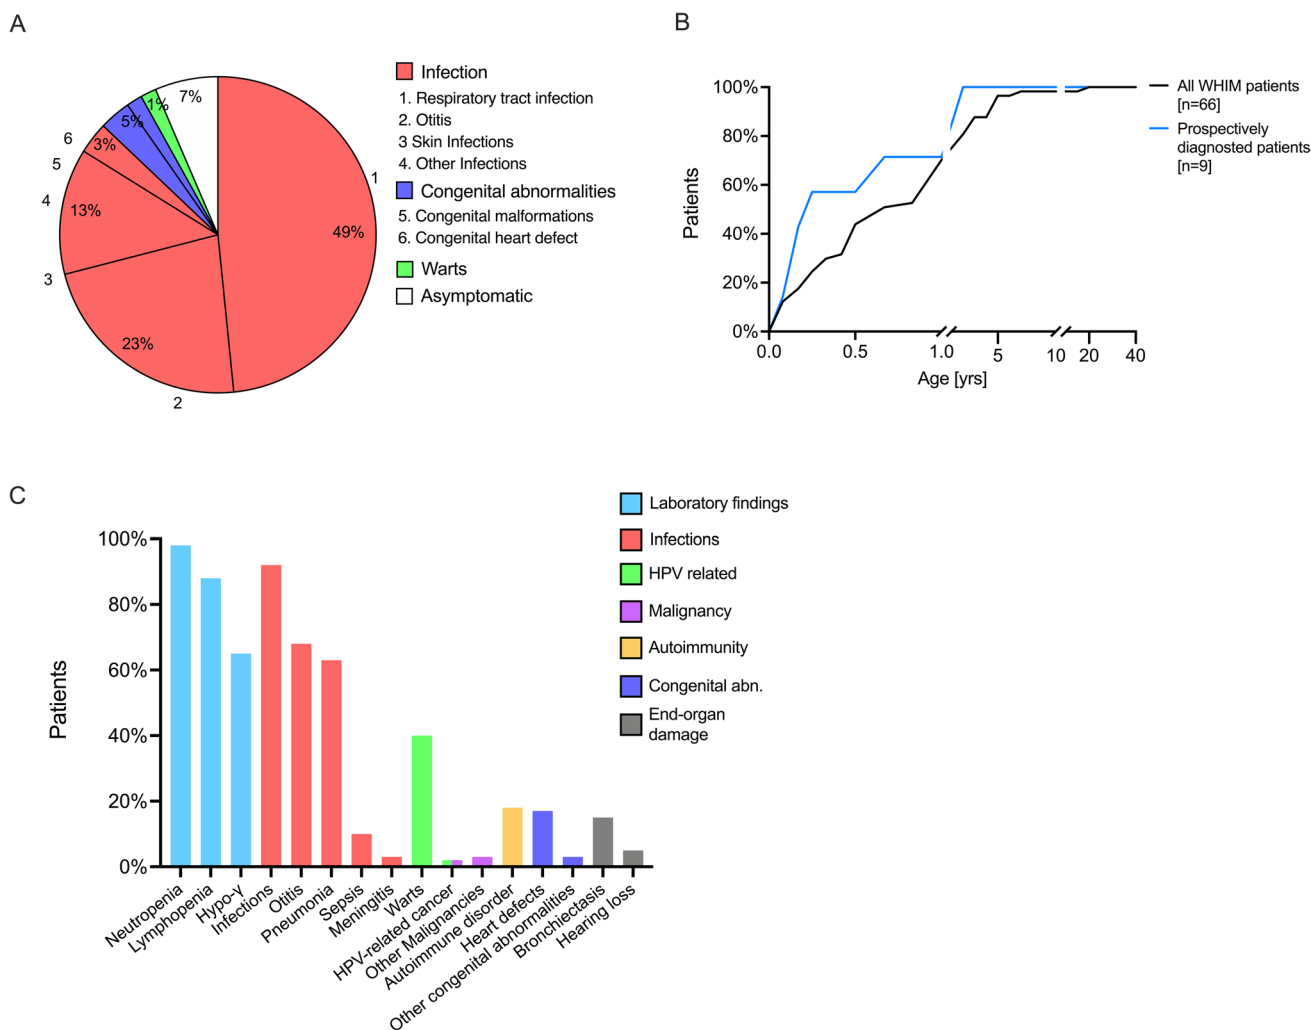 A
7%
1%
5%
3%
13%
23%
49%
6
5
4
3
2
1
Infection
1. Respiratory tract infection
2. Otitis
3 Skin Infections
4. Other Infections
Congenital abnormalities
5. Congenital malformations
6. Congenital heart defect
Warts
Asymptomatic
B
Patients
100%
80%
60%
40%
20%
0%
0.0
0.5
1.0
5
10
20
40
Age [yrs]
All WHIM patients
[n=66]
Prospectively
diagnosted patients
[n=9]
C
Patients
100%
80%
60%
40%
20%
0%
Neutropenia
Lymphopenia
Hypo-γ
Infections
Otitis
Pneumonia
Sepsis
Meningitis
Warts
HPV-related cancer
Other Malignancies
Autoimmune disorder
Heart defects
Other congenital abnormalities
Bronchiectasis
Hearing loss
Laboratory findings
Infections
HPV related
Malignancy
Autoimmunity
Congenital abn.
End-organ
damage